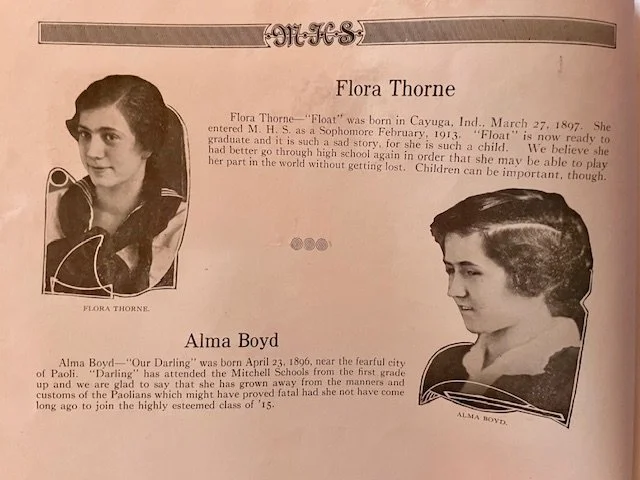 M·H·S·
Flora Thorne
Flora Thorne—"Float" was born in Cayuga, Ind., March 27, 1897. She
entered M. H. S. as a Sophomore February, 1913. "Float" is now ready to
graduate and it is such a sad story, for she is such a child. We believe she
had better go through high school again in order that she may be able to play
her part in the world without getting lost. Children can be important, though.
FLORA THORNE.
Alma Boyd
Alma Boyd—"Our Darling" was born April 23, 1896, near the fearful city
of Paoli. "Darling" has attended the Mitchell Schools from the first grade
up and we are glad to say that she has grown away from the manners and
customs of the Paolians which might have proved fatal had she not have come
long ago to join the highly esteemed class of '15.
ALMA BOYD.